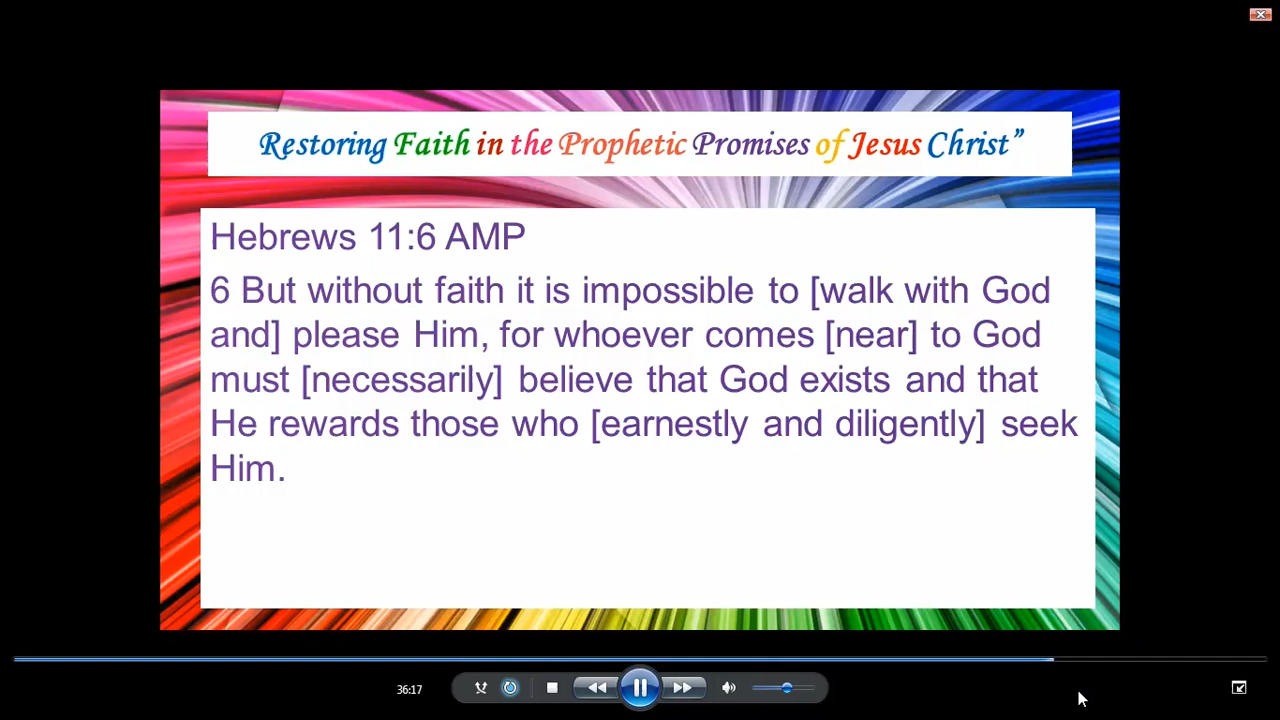 Restoring Faith in the Prophetic Promises of Jesus Christ”
Hebrews 11:6 AMP
6 But without faith it is impossible to [walk with God
and] please Him, for whoever comes [near] to God
must [necessarily] believe that God exists and that
He rewards those who [earnestly and diligently] seek
Him.
36:17